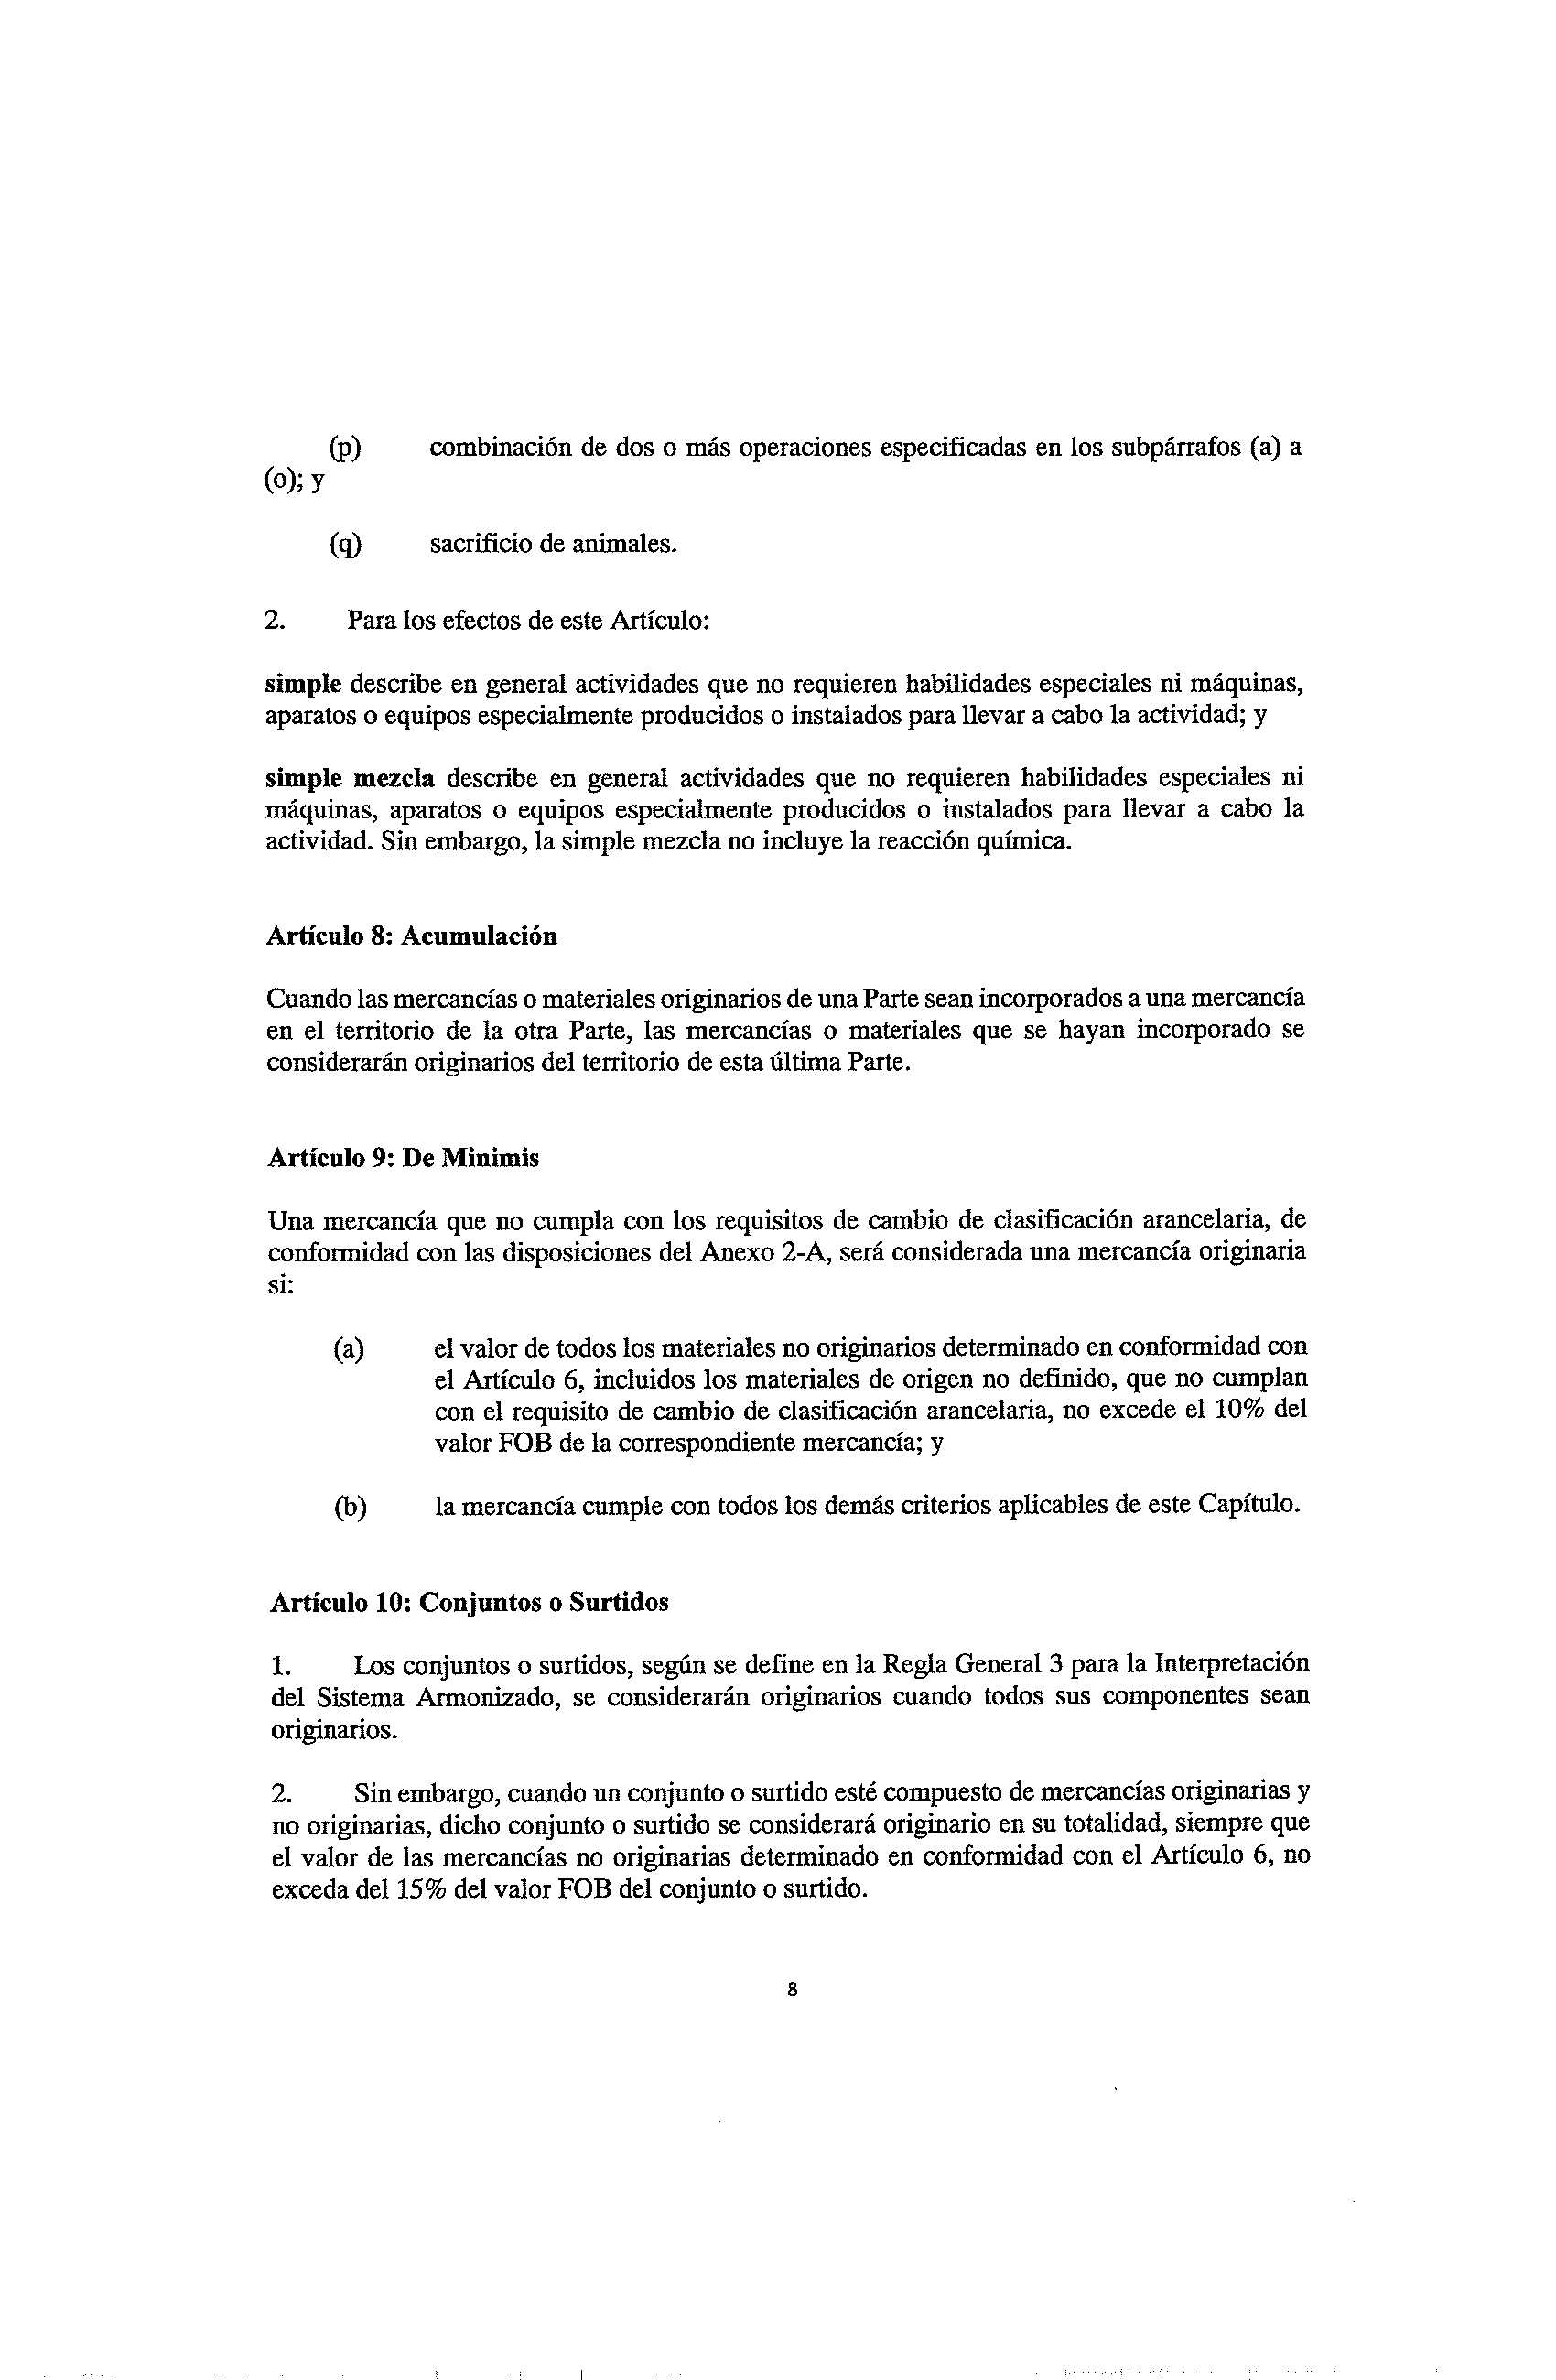 (p) combinación de dos o más operaciones especificadas en los subpárrafos (a) a
(o); y
(q) sacrificio de animales.
2. Para los efectos de este Artículo:
simple describe en general actividades que no requieren habilidades especiales ni máquinas,
aparatos o equipos especialmente producidos o instalados para llevar a cabo la actividad; y
simple mezcla describe en general actividades que no requieren habilidades especiales ni
máquinas, aparatos o equipos especialmente producidos o instalados para llevar a cabo la
actividad. Sin embargo, la simple mezcla no incluye la reacción química.
Artículo 8: Acumulación
Cuando las mercancías o materiales originarios de una Parte sean incorporados a una mercancía
en el territorio de la otra Parte, las mercancías o materiales que se hayan incorporado se
considerarán originarios del territorio de esta última Parte.
Artículo 9: De Minimis
Una mercancía que no cumpla con los requisitos de cambio de clasificación arancelaria, de
conformidad con las disposiciones del Anexo 2-A, será considerada una mercancía originaria
si:
(a) el valor de todos los materiales no originarios determinado en conformidad con
el Artículo 6, incluidos los materiales de origen no definido, que no cumplan
con el requisito de cambio de clasificación arancelaria, no excede el 10% del
valor FOB de la correspondiente mercancía; y
(b) la mercancía cumple con todos los demás criterios aplicables de este Capítulo.
Artículo 10: Conjuntos o Surtidos
1. Los conjuntos o surtidos, según se define en la Regla General 3 para la Interpretación
del Sistema Armonizado, se considerarán originarios cuando todos sus componentes sean
originarios.
2. Sin embargo, cuando un conjunto o surtido esté compuesto de mercancías originarias y
no originarias, dicho conjunto o surtido se considerará originario en su totalidad, siempre que
el valor de las mercancías no originarias determinado en conformidad con el Artículo 6, no
exceda del 15% del valor FOB del conjunto o surtido.
8